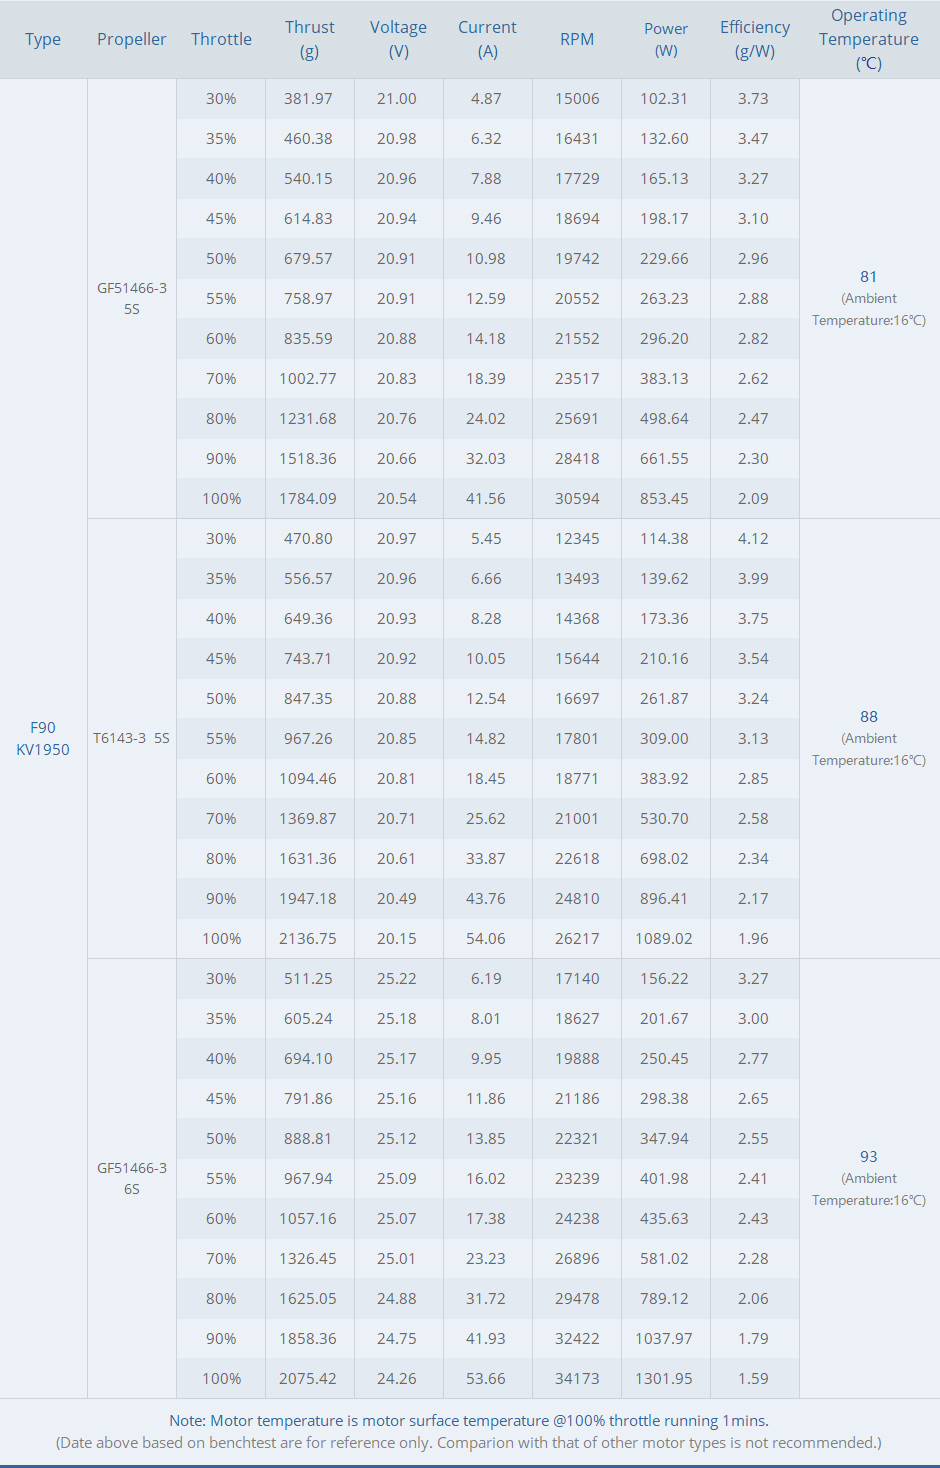 Type Propeller Throttle Thrust (g) Voltage (V) Current (A) RPM Power (W) Efficiency (g/W) Operating Temperature (℃)
30% 381.97 21.00 4.87 15006 102.31 3.73
35% 460.38 20.98 6.32 16431 132.60 3.47
40% 540.15 20.96 7.88 17729 165.13 3.27
45% 614.83 20.94 9.46 18694 198.17 3.10
50% 679.57 20.91 10.98 19742 229.66 2.96
GF51466-3
5S
55% 758.97 20.91 12.59 20552 263.23 2.88
81
(Ambient
Temperature:16℃)
60% 835.59 20.88 14.18 21552 296.20 2.82
70% 1002.77 20.83 18.39 23517 383.13 2.62
80% 1231.68 20.76 24.02 25691 498.64 2.47
90% 1518.36 20.66 32.03 28418 661.55 2.30
100% 1784.09 20.54 41.56 30594 853.45 2.09
30% 470.80 20.97 5.45 12345 114.38 4.12
35% 556.57 20.96 6.66 13493 139.62 3.99
40% 649.36 20.93 8.28 14368 173.36 3.75
45% 743.71 20.92 10.05 15644 210.16 3.54
50% 847.35 20.88 12.54 16697 261.87 3.24
F90
KV1950
T6143-3 5S
55% 967.26 20.85 14.82 17801 309.00 3.13
88
(Ambient
Temperature:16℃)
60% 1094.46 20.81 18.45 18771 383.92 2.85
70% 1369.87 20.71 25.62 21001 530.70 2.58
80% 1631.36 20.61 33.87 22618 698.02 2.34
90% 1947.18 20.49 43.76 24810 896.41 2.17
100% 2136.75 20.15 54.06 26217 1089.02 1.96
30% 511.25 25.22 6.19 17140 156.22 3.27
35% 605.24 25.18 8.01 18627 201.67 3.00
40% 694.10 25.17 9.95 19888 250.45 2.77
45% 791.86 25.16 11.86 21186 298.38 2.65
50% 888.81 25.12 13.85 22321 347.94 2.55
GF51466-3
6S
55% 967.94 25.09 16.02 23239 401.98 2.41
93
(Ambient
Temperature:16℃)
60% 1057.16 25.07 17.38 24238 435.63 2.43
70% 1326.45 25.01 23.23 26896 581.02 2.28
80% 1625.05 24.88 31.72 29478 789.12 2.06
90% 1858.36 24.75 41.93 32422 1037.97 1.79
100% 2075.42 24.26 53.66 34173 1301.95 1.59
Note: Motor temperature is motor surface temperature @100% throttle running 1mins.
(Date above based on benchtest are for reference only. Comparion with that of other motor types is not recommended.)